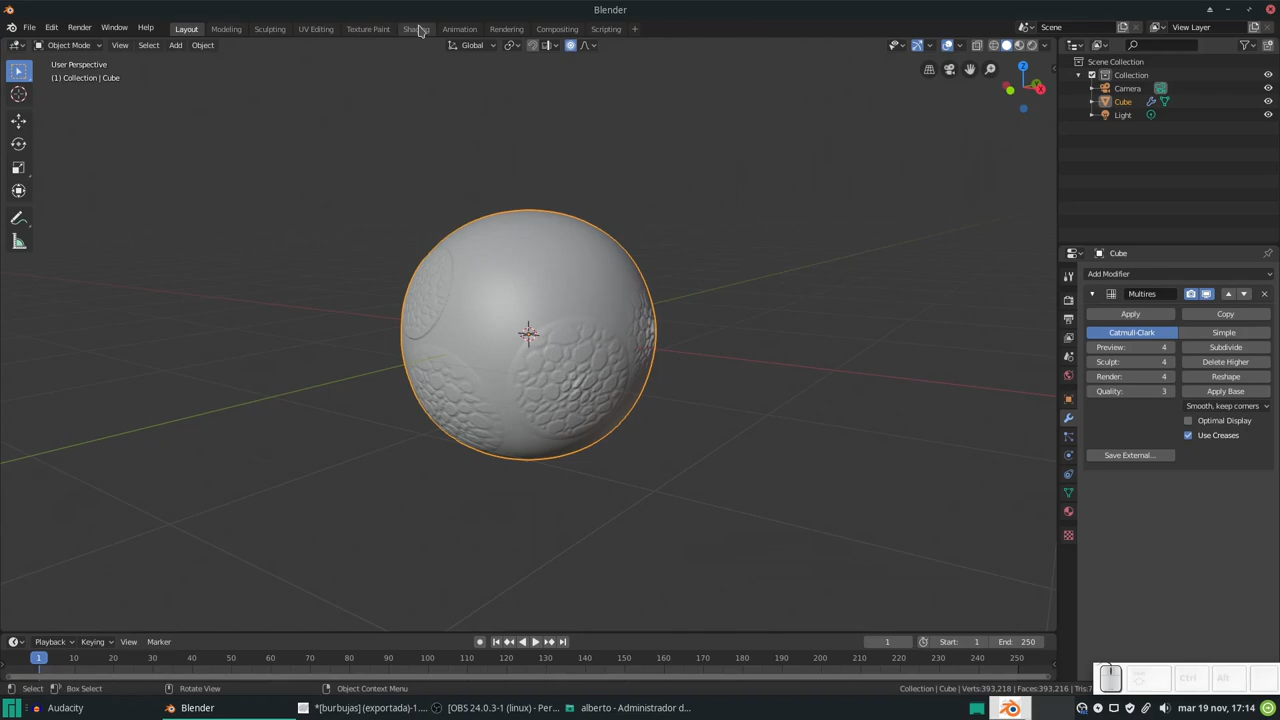 Blender
File Edit Render Window Help
Layout Modeling Sculpting UV Editing Texture Paint Shading Animation Rendering Compositing Scripting +
Scene
View Layer
Object Mode View Select Add Object
Global
User Perspective
(1) Collection | Cube
Z
X
Scene Collection
Collection
Camera
Cube
Light
Cube
Add Modifier
Multires
Apply Copy
Catmull-Clark Simple
Preview: 4 Subdivide
Sculpt: 4 Delete Higher
Render: 4 Reshape
Quality: 3 Apply Base
Smooth, keep corners
Optimal Display
Use Creases
Save External...
Playback Keying View Marker
1 Start: 1 End: 250
1 10 20 30 40 50 60 70 80 90 100 110 120 130 140 150 160 170 180 190 200 210 220 230 240 250
Select Box Select Rotate View Object Context Menu
Collection | Cube | Verts:393,218 | Faces:393,216 | Tris:7
Ctrl Alt
Audacity Blender *[burbujas] (exportada)-1.... [OBS 24.0.3-1 (linux) - Per... alberto - Administrador d...
mar 19 nov, 17:14